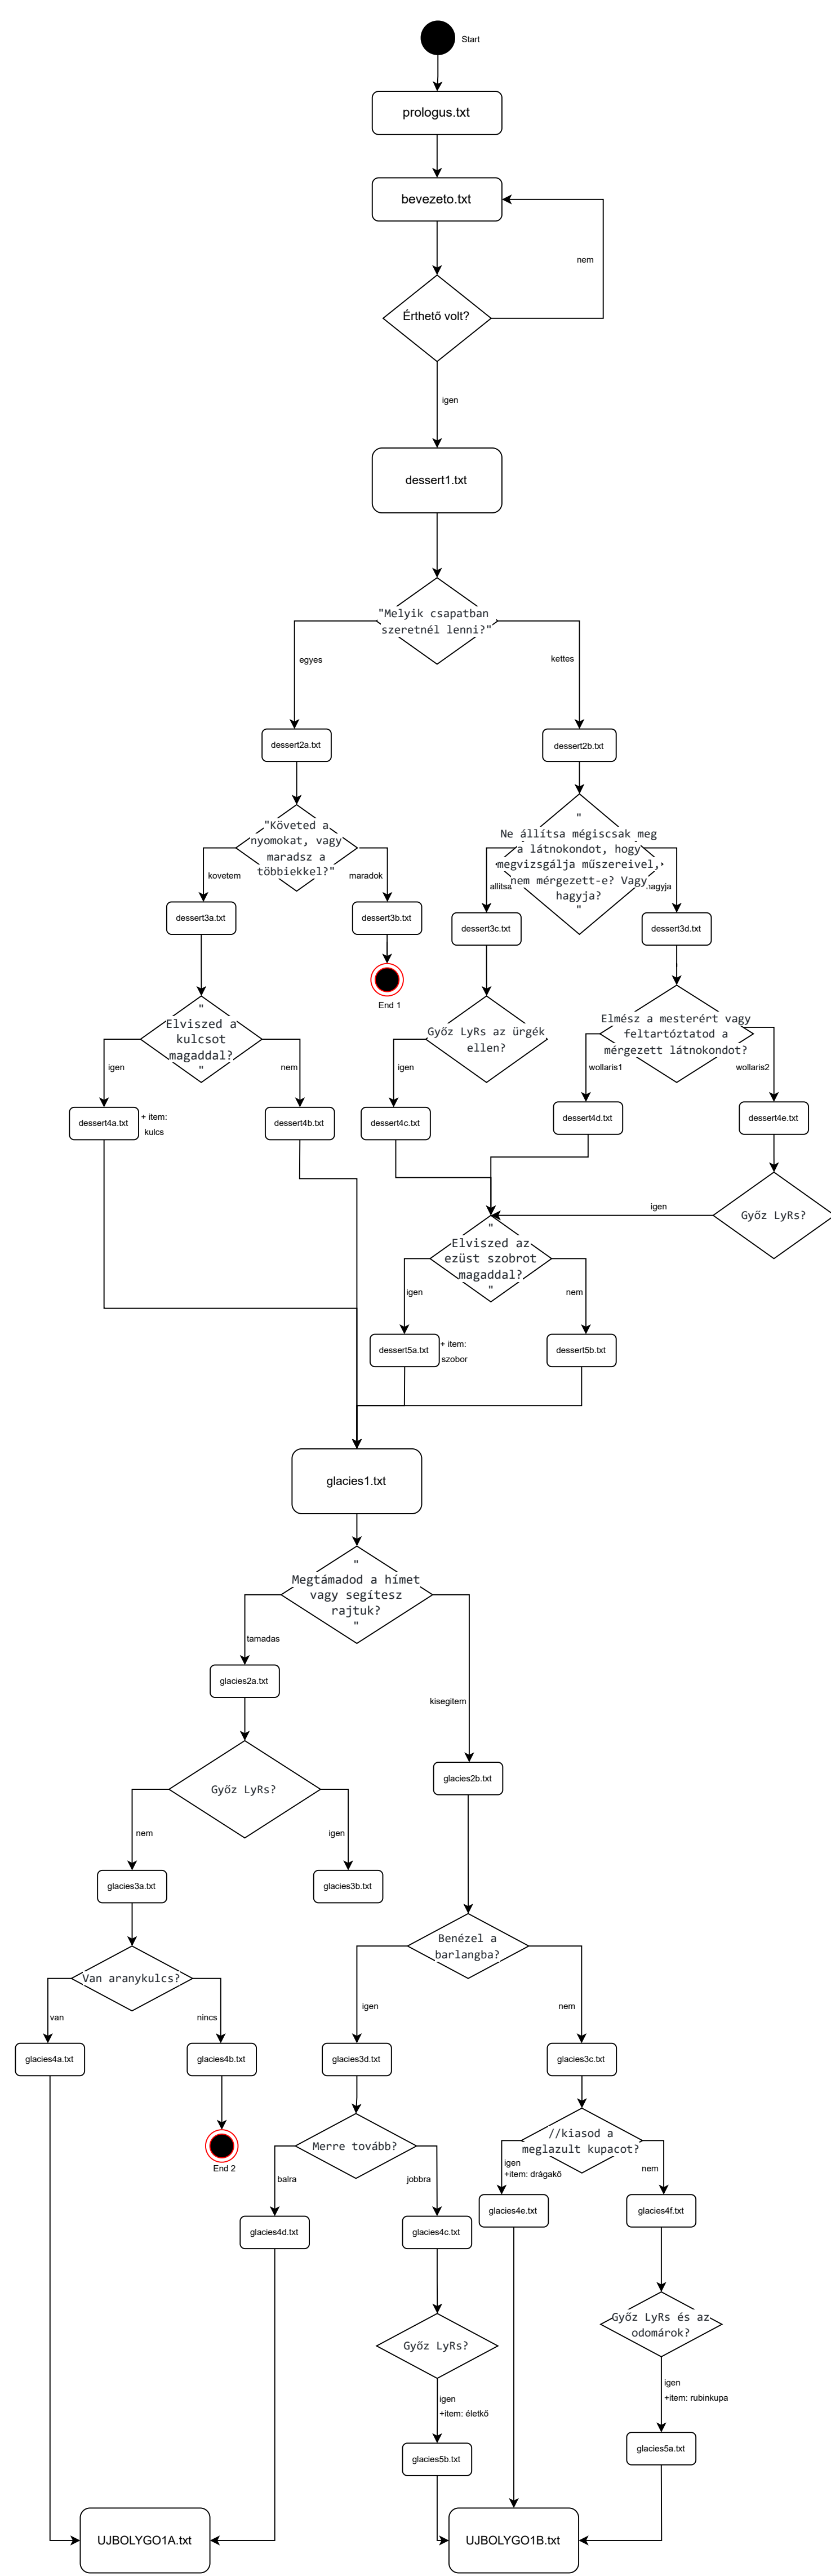 Start
prologus.txt
bevezeto.txt
nem
Érthető volt?
igen
dessert1.txt
"Melyik csapatban
szeretnél lenni?"
egyes
kettes
dessert2a.txt
dessert2b.txt
"Követed a
nyomokat, vagy
maradsz a
többiekkel?"
"
Ne állítsa mégiscsak meg
a látnokondot, hogy
megvizsgálja műszereivel,
nem mérgezett-e? Vagy
hagyja?
"
kovetem
maradok
allitsa
hagyja
dessert3a.txt
dessert3b.txt
dessert3c.txt
dessert3d.txt
End 1
"
Elviszed a
kulcsot
magaddal?
"
Győz LyRs az ürgék
ellen?
Elmész a mesterért vagy
feltartóztatod a
mérgezett látnokondot?
igen
nem
igen
wollaris1
wollaris2
dessert4a.txt
+ item:
kulcs
dessert4b.txt
dessert4c.txt
dessert4d.txt
dessert4e.txt
igen
Győz LyRs?
"
Elviszed az
ezüst szobrot
magaddal?
"
igen
nem
dessert5a.txt
+ item:
szobor
dessert5b.txt
glacies1.txt
"
Megtámadod a hímet
vagy segítesz
rajtuk?
"
tamadas
kisegitem
glacies2a.txt
glacies2b.txt
Győz LyRs?
nem
igen
glacies3a.txt
glacies3b.txt
Benézel a
barlangba?
Van aranykulcs?
igen
nem
van
nincs
glacies4a.txt
glacies4b.txt
glacies3d.txt
glacies3c.txt
End 2
Merre tovább?
//kiasod a
meglazult kupacot?
balra
jobbra
igen
+item: drágakő
nem
glacies4d.txt
glacies4c.txt
glacies4e.txt
glacies4f.txt
Győz LyRs?
Győz LyRs és az
odomárok?
igen
+item: életkő
igen
+item: rubinkupa
glacies5b.txt
glacies5a.txt
UJBOLYGO1A.txt
UJBOLYGO1B.txt